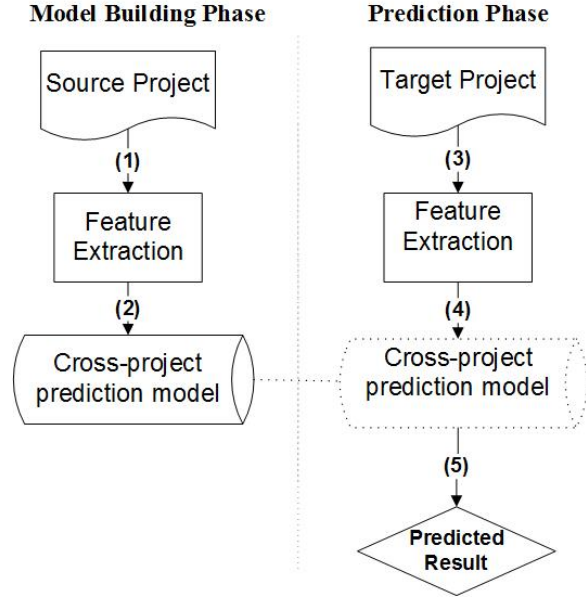 Model Building Phase
Source Project
(1)
Feature
Extraction
(2)
Cross-project
prediction model
Prediction Phase
Target Project
(3)
Feature
Extraction
(4)
Cross-project
prediction model
(5)
Predicted
Result